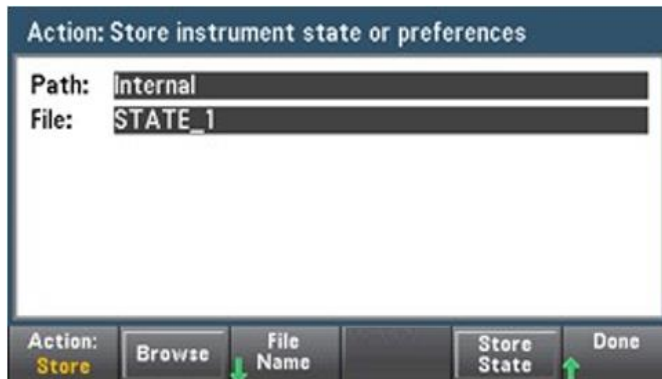 Action: Store instrument state or preferences
Path: Internal
File: STATE_1
Action:
Store
Browse
File
Name
Store
State
Done